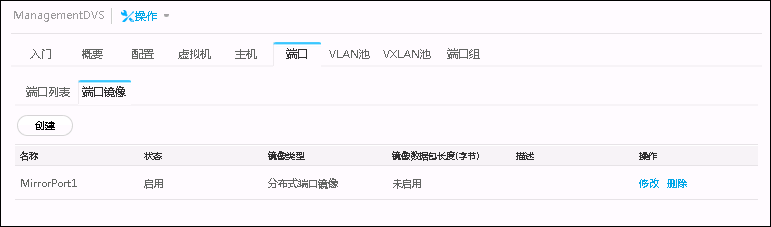 ManagementDVS 操作
入门 概要 配置 虚拟机 主机 端口 VLAN池 VXLAN池 端口组
端口列表 端口镜像
创建
名称 状态 镜像类型 镜像数据包长度(字节) 描述 操作
MirrorPort1 启用 分布式端口镜像 未启用 修改 删除